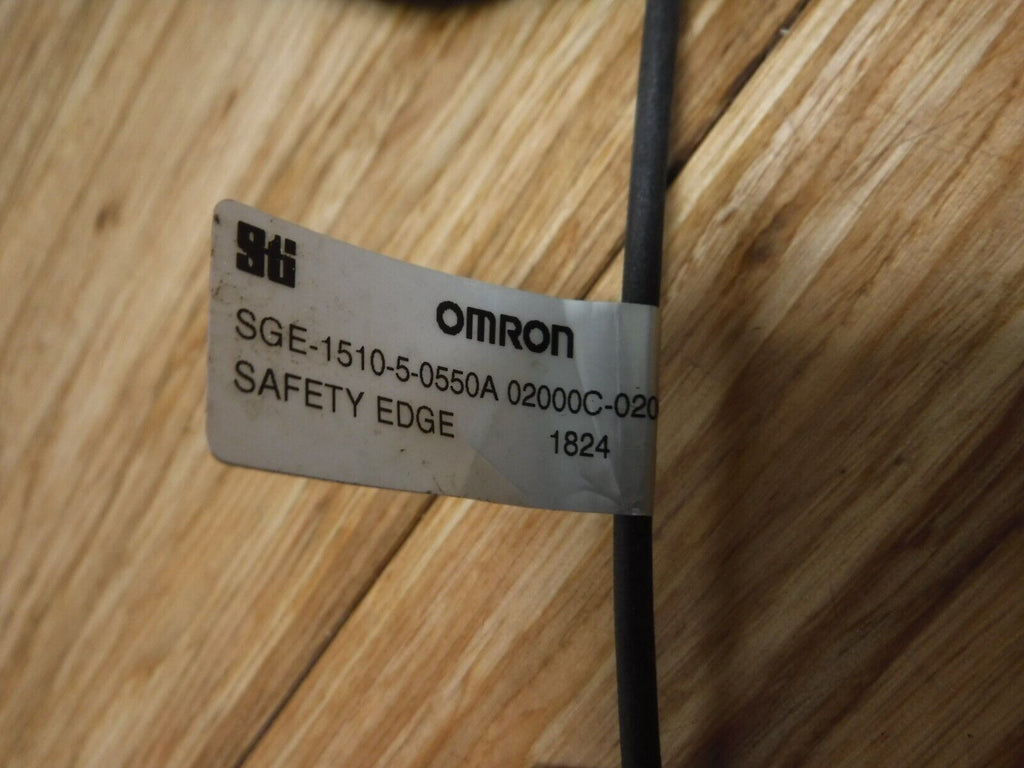 sti
OMRON
SGE-1510-5-0550A 02000C-020
SAFETY EDGE
1824